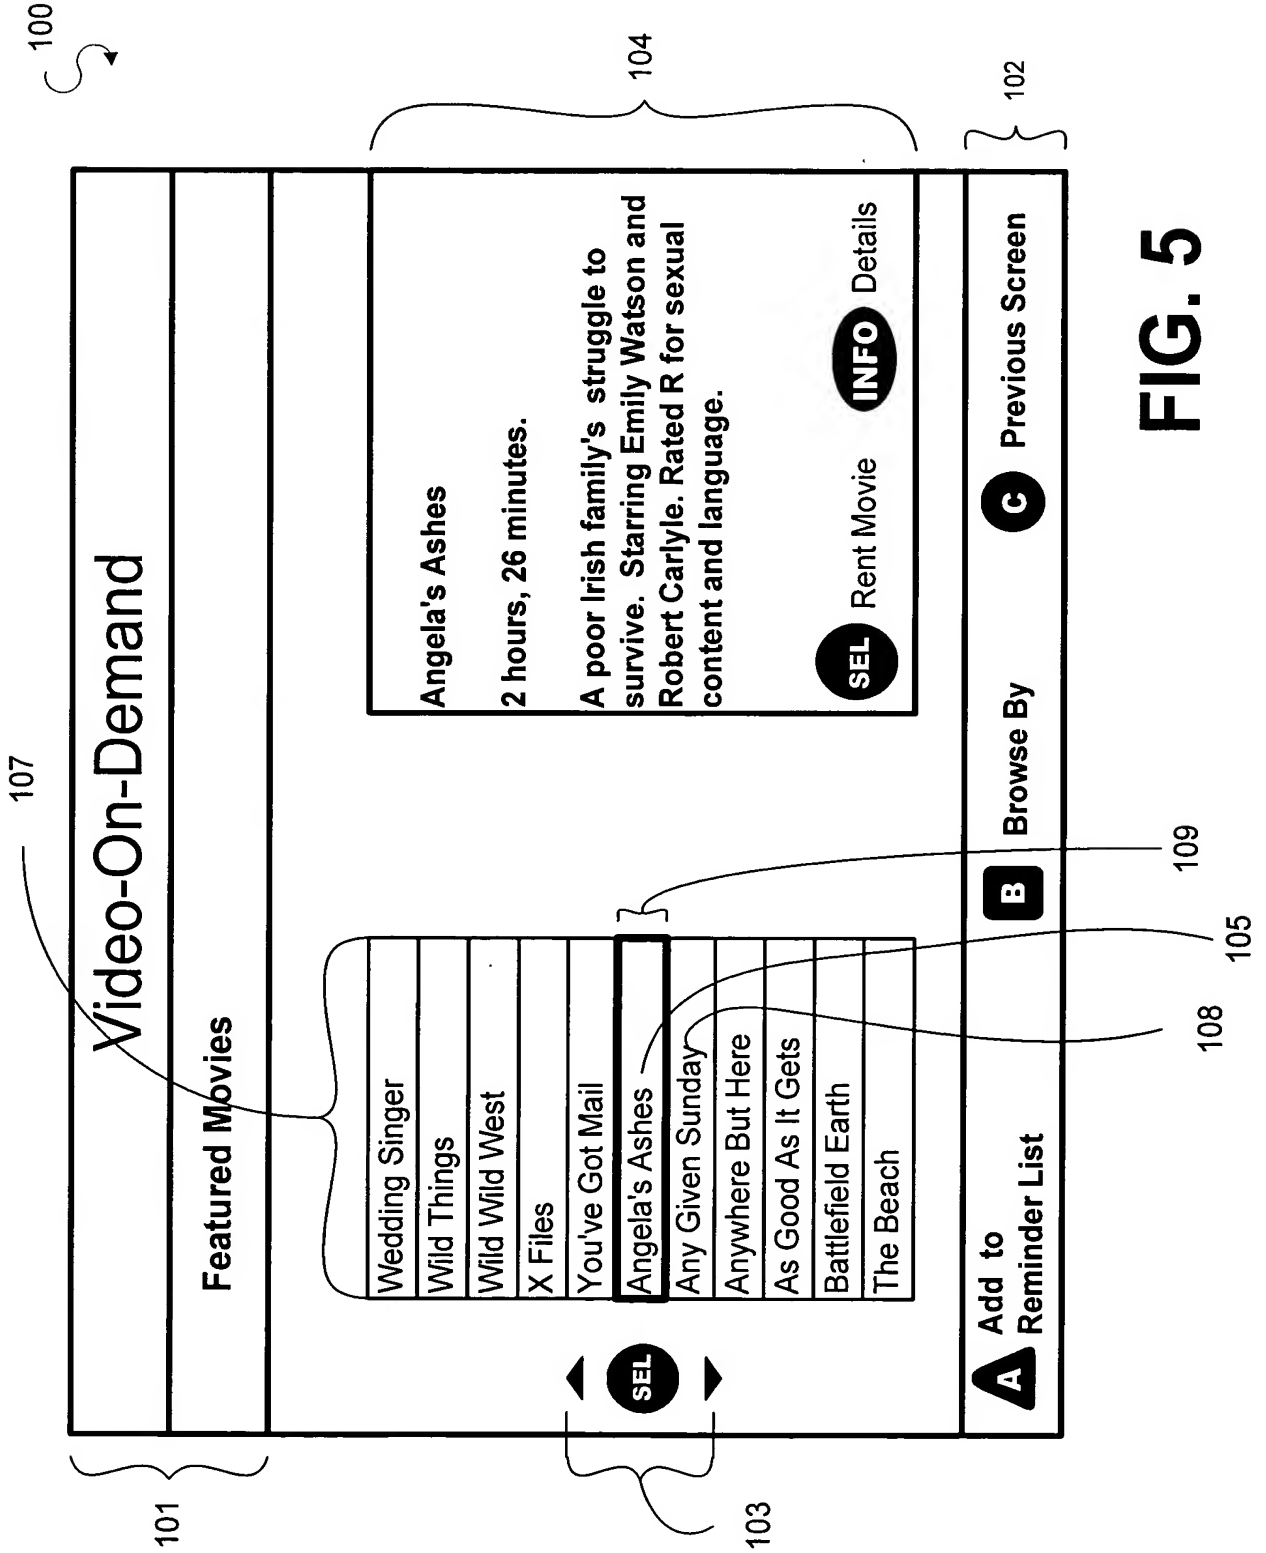 100
Video-On-Demand
107
101
Featured Movies
Wedding Singer
Wild Things
Wild Wild West
X Files
You've Got Mail
Angela's Ashes
Any Given Sunday
Anywhere But Here
As Good As It Gets
Battlefield Earth
The Beach
SEL
103
Angela's Ashes
2 hours, 26 minutes.
A poor Irish family's struggle to
survive. Starring Emily Watson and
Robert Carlyle. Rated R for sexual
content and language.
SEL Rent Movie INFO Details
104
A Add to
Reminder List
B Browse By
C Previous Screen
102
109
105
108
FIG. 5